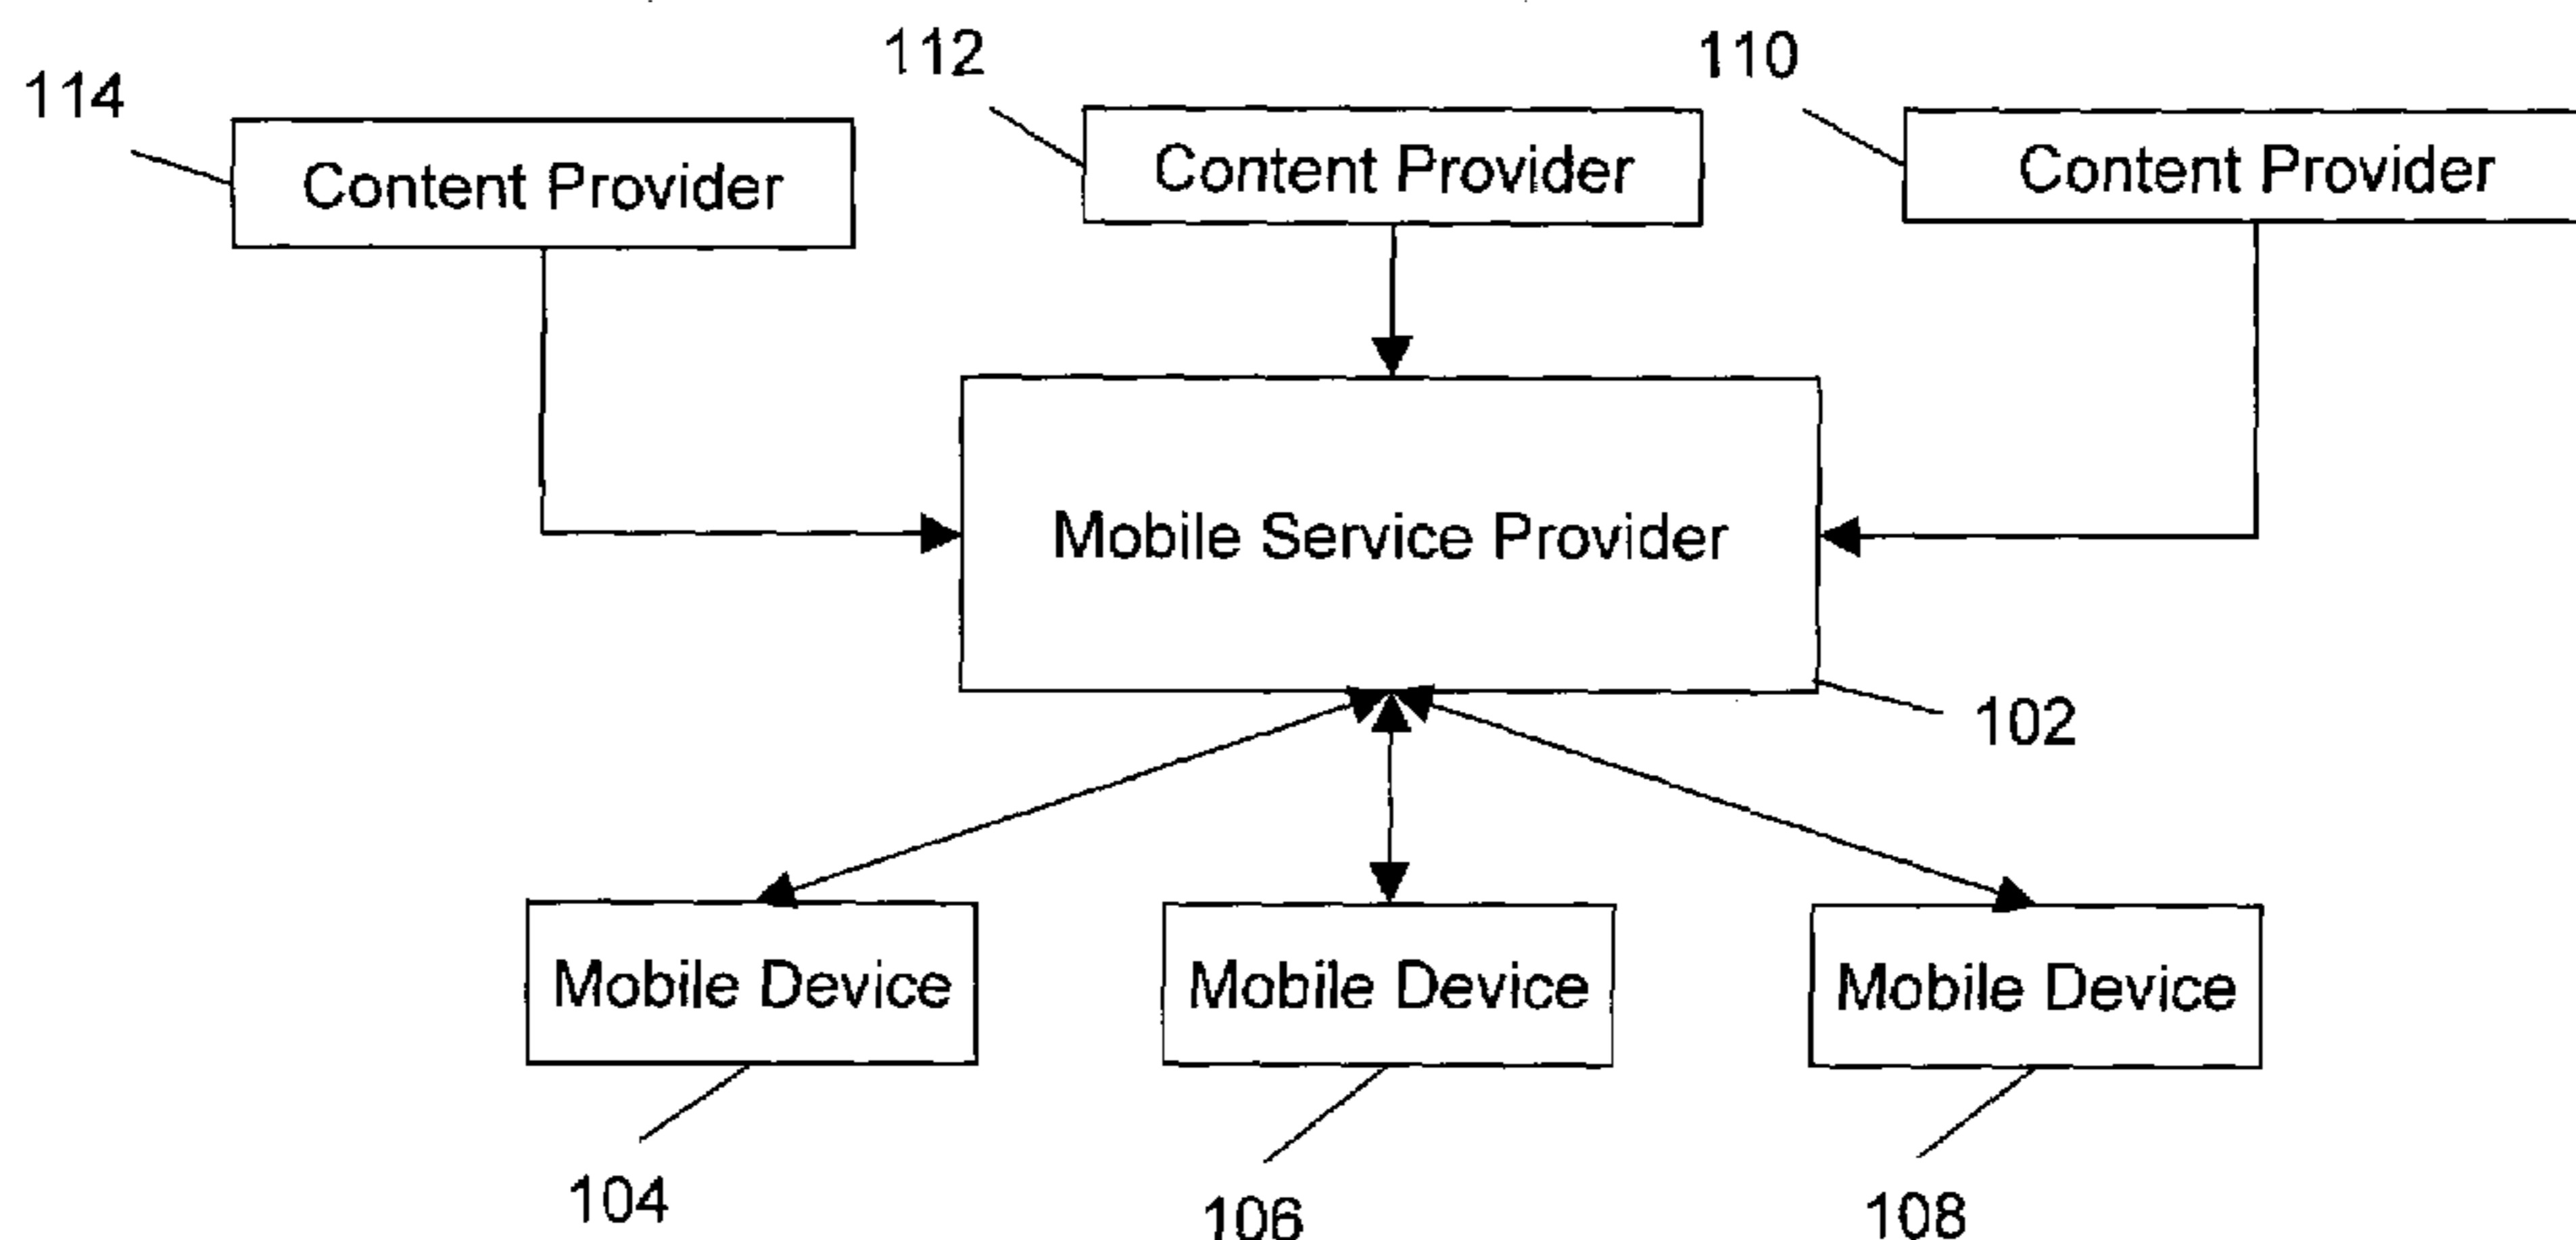 112
110
114
Content Provider
Content Provider
Content Provider
Mobile Service Provider
102
Mobile Device
Mobile Device
Mobile Device
104
106
108